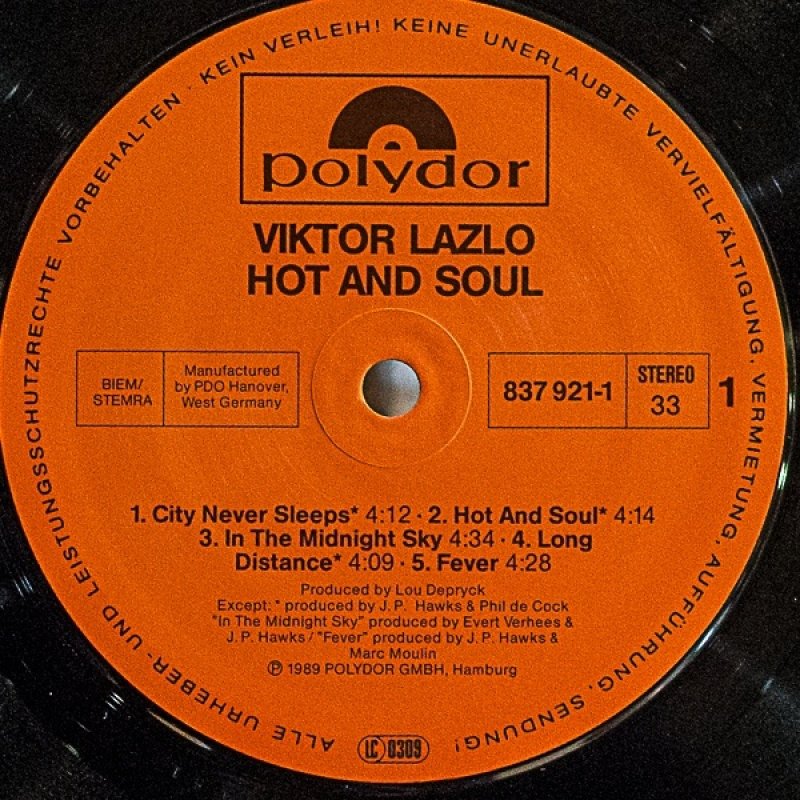 ALLE URHEBER- UND LEISTUNGSSCHUTZRECHTE VORBEHALTEN · KEIN VERLEIH! KEINE UNERLAUBTE VERVIELFÄLTIGUNG, VERMIETUNG, AUFFÜHRUNG, SENDUNG!
polydor
VIKTOR LAZLO
HOT AND SOUL
BIEM/
STEMRA
Manufactured
by PDO Hanover,
West Germany
837 921-1
STEREO
33
1
1. City Never Sleeps* 4:12 · 2. Hot And Soul* 4:14
3. In The Midnight Sky 4:34 · 4. Long
Distance* 4:09 · 5. Fever 4:28
Produced by Lou Depryck
Except: * produced by J. P. Hawks & Phil de Cock
"In The Midnight Sky" produced by Evert Verhees &
J. P. Hawks / "Fever" produced by J. P. Hawks &
Marc Moulin
℗ 1989 POLYDOR GMBH, Hamburg
LC 0309